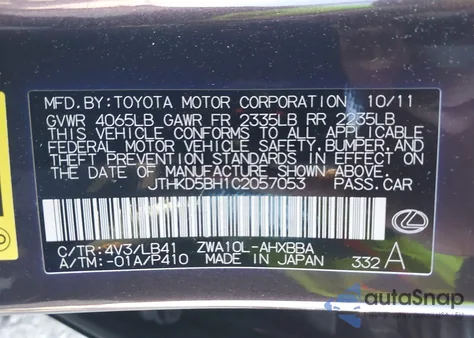 MFD.BY:TOYOTA MOTOR CORPORATION 10/11
GVWR 4065LB GAWR FR 2335LB RR 2235LB
THIS VEHICLE CONFORMS TO ALL APPLICABLE
FEDERAL MOTOR VEHICLE SAFETY,BUMPER,AND
THEFT PREVENTION STANDARDS IN EFFECT ON
THE DATE OF MANUFACTURE SHOWN ABOVE.
JTHKD5BH1C2057053 PASS.CAR
C/TR:4V3/LB41 ZWA10L-AHXBBA
A/TM:-01A/P410 MADE IN JAPAN 332 A
LEXUS
autoSnap